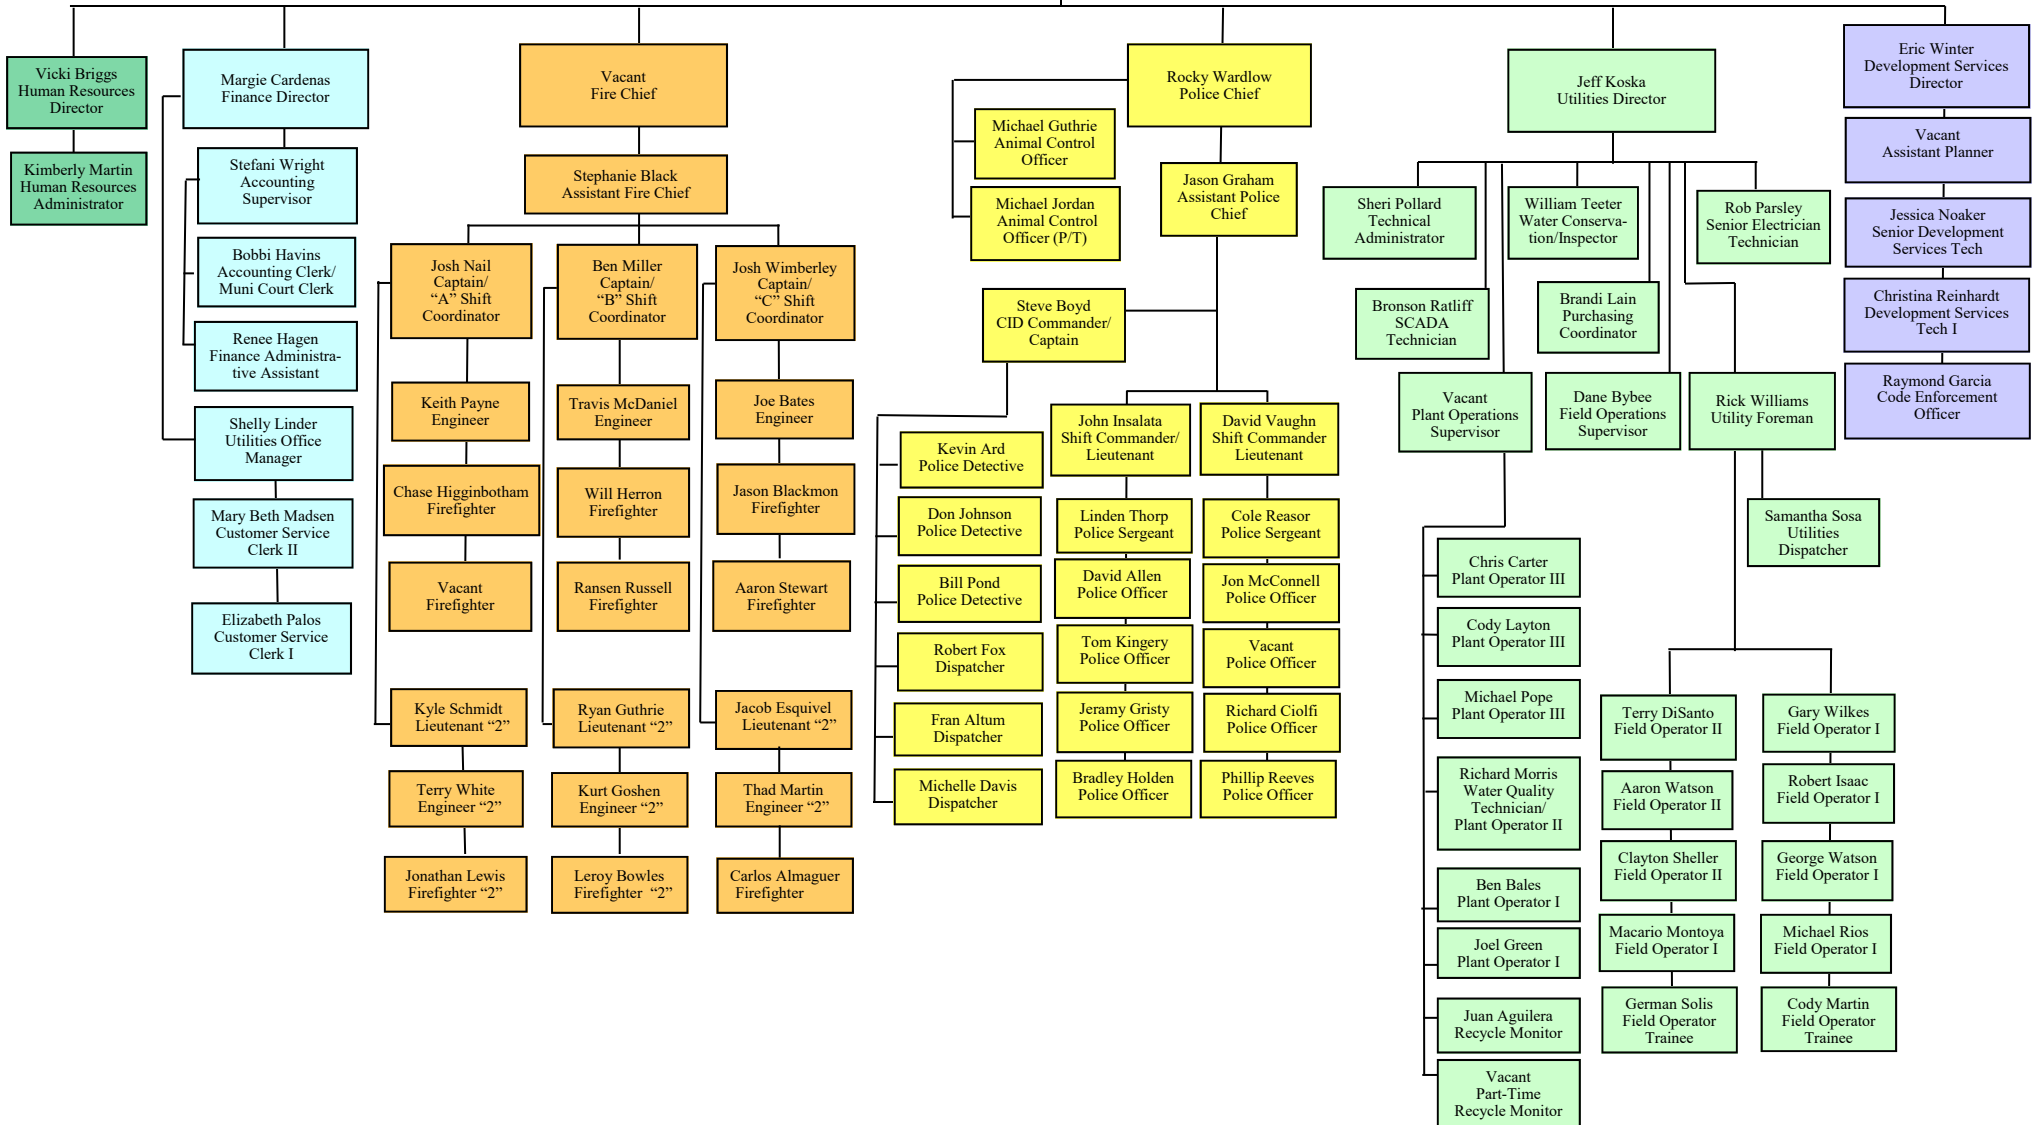 Vicki Briggs
Human Resources
Director
Kimberly Martin
Human Resources
Administrator
Margie Cardenas
Finance Director
Stefani Wright
Accounting
Supervisor
Bobbi Havins
Accounting Clerk/
Muni Court Clerk
Renee Hagen
Finance Administra-
tive Assistant
Shelly Linder
Utilities Office
Manager
Mary Beth Madsen
Customer Service
Clerk II
Elizabeth Palos
Customer Service
Clerk I
Vacant
Fire Chief
Stephanie Black
Assistant Fire Chief
Josh Nail
Captain/
“A” Shift
Coordinator
Keith Payne
Engineer
Chase Higginbotham
Firefighter
Vacant
Firefighter
Kyle Schmidt
Lieutenant “2”
Terry White
Engineer “2”
Jonathan Lewis
Firefighter “2”
Ben Miller
Captain/
“B” Shift
Coordinator
Travis McDaniel
Engineer
Will Herron
Firefighter
Ransen Russell
Firefighter
Ryan Guthrie
Lieutenant “2”
Kurt Goshen
Engineer “2”
Leroy Bowles
Firefighter “2”
Josh Wimberley
Captain/
“C” Shift
Coordinator
Joe Bates
Engineer
Jason Blackmon
Firefighter
Aaron Stewart
Firefighter
Jacob Esquivel
Lieutenant “2”
Thad Martin
Engineer “2”
Carlos Almaguer
Firefighter
Rocky Wardlow
Police Chief
Michael Guthrie
Animal Control
Officer
Michael Jordan
Animal Control
Officer (P/T)
Jason Graham
Assistant Police
Chief
Steve Boyd
CID Commander/
Captain
Kevin Ard
Police Detective
Don Johnson
Police Detective
Bill Pond
Police Detective
Robert Fox
Dispatcher
Fran Altum
Dispatcher
Michelle Davis
Dispatcher
John Insalata
Shift Commander/
Lieutenant
Linden Thorp
Police Sergeant
David Allen
Police Officer
Tom Kingery
Police Officer
Jeramy Gristy
Police Officer
Bradley Holden
Police Officer
David Vaughn
Shift Commander
Lieutenant
Cole Reasor
Police Sergeant
Jon McConnell
Police Officer
Vacant
Police Officer
Richard Ciolfi
Police Officer
Phillip Reeves
Police Officer
Jeff Koska
Utilities Director
Sheri Pollard
Technical
Administrator
William Teeter
Water Conserva-
tion/Inspector
Rob Parsley
Senior Electrician
Technician
Bronson Ratliff
SCADA
Technician
Brandi Lain
Purchasing
Coordinator
Vacant
Plant Operations
Supervisor
Dane Bybee
Field Operations
Supervisor
Rick Williams
Utility Foreman
Samantha Sosa
Utilities
Dispatcher
Chris Carter
Plant Operator III
Cody Layton
Plant Operator III
Michael Pope
Plant Operator III
Richard Morris
Water Quality
Technician/
Plant Operator II
Ben Bales
Plant Operator I
Joel Green
Plant Operator I
Juan Aguilera
Recycle Monitor
Vacant
Part-Time
Recycle Monitor
Terry DiSanto
Field Operator II
Aaron Watson
Field Operator II
Clayton Sheller
Field Operator II
Macario Montoya
Field Operator I
German Solis
Field Operator
Trainee
Gary Wilkes
Field Operator I
Robert Isaac
Field Operator I
George Watson
Field Operator I
Michael Rios
Field Operator I
Cody Martin
Field Operator
Trainee
Eric Winter
Development Services
Director
Vacant
Assistant Planner
Jessica Noaker
Senior Development
Services Tech
Christina Reinhardt
Development Services
Tech I
Raymond Garcia
Code Enforcement
Officer